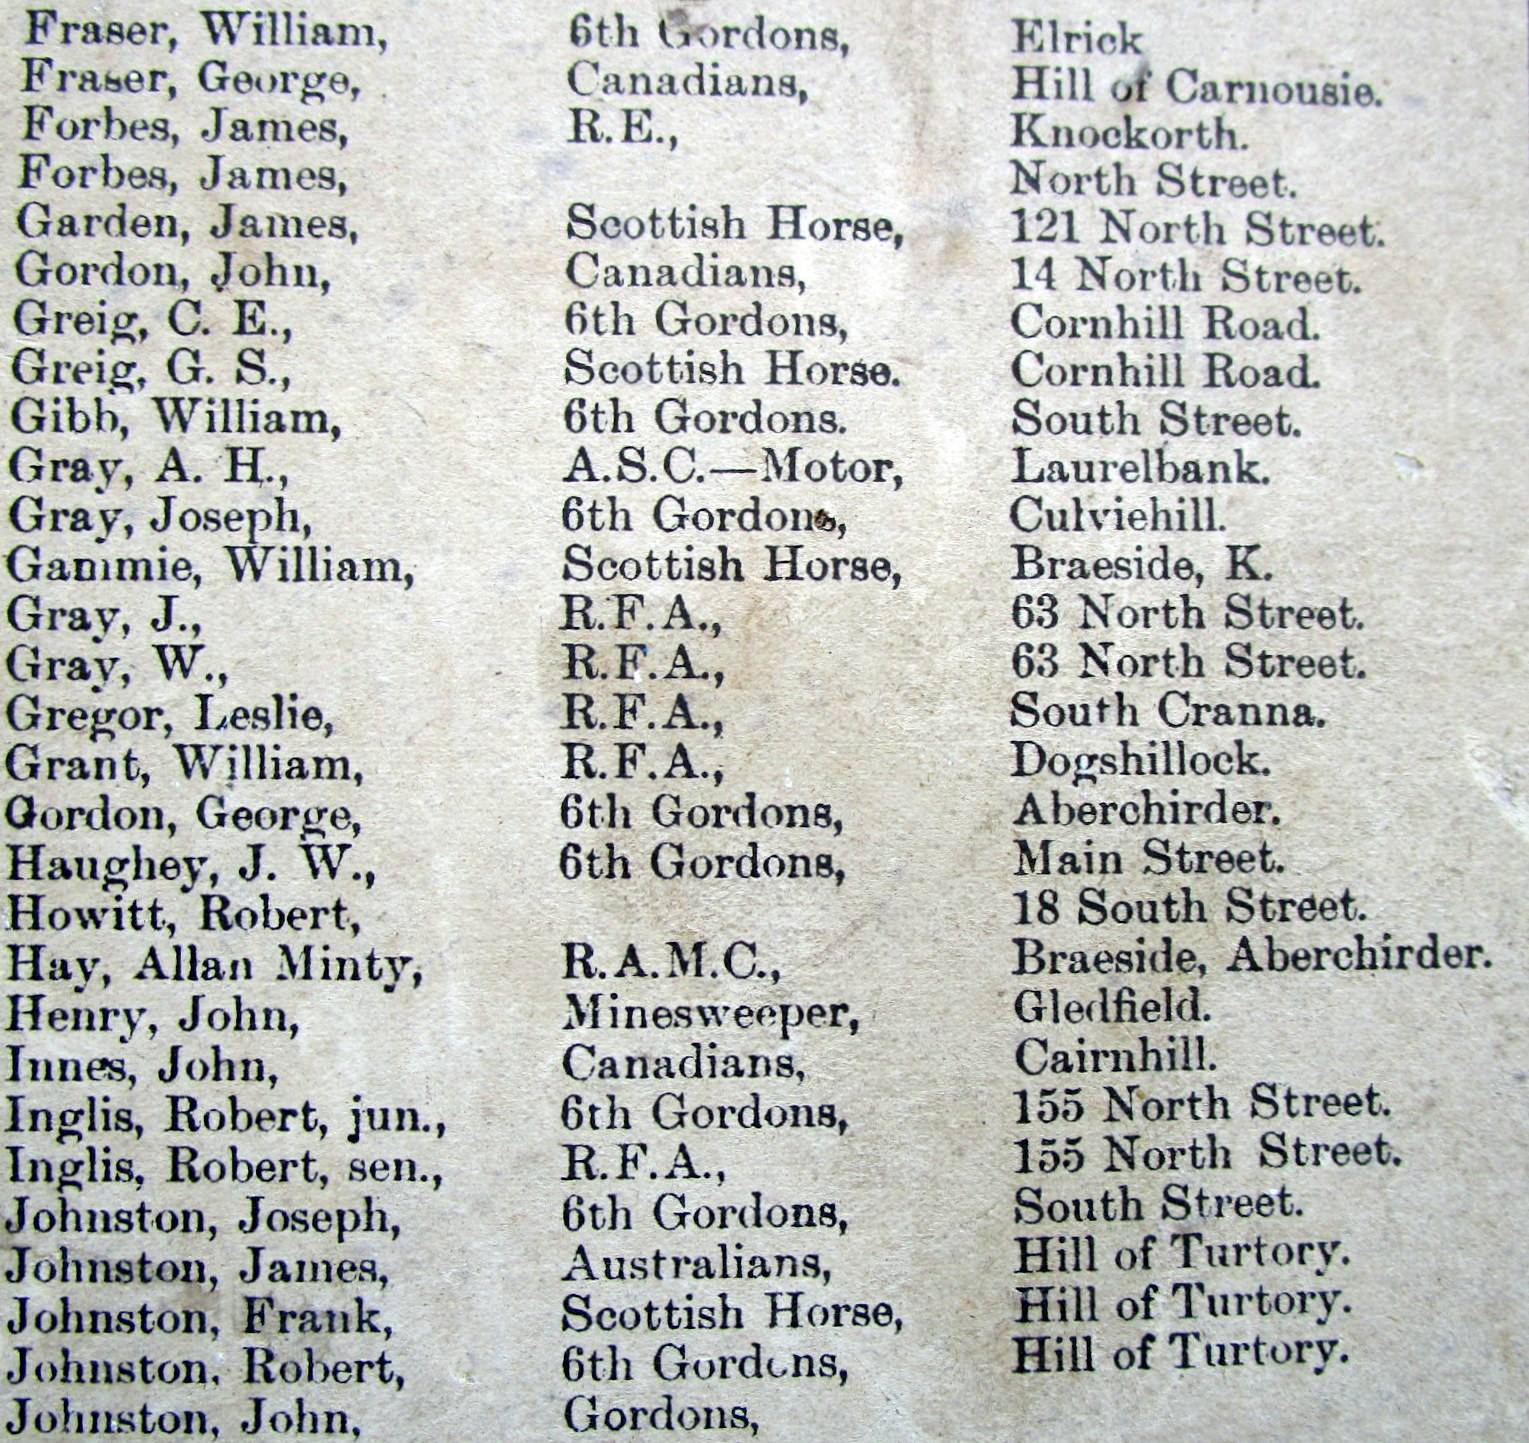 Fraser, William, 6th Gordons, Elrick
Fraser, George, Canadians, Hill of Carnousie.
Forbes, James, R.E., Knockorth.
Forbes, James, North Street.
Garden, James, Scottish Horse, 121 North Street.
Gordon, John, Canadians, 14 North Street.
Greig, C. E., 6th Gordons, Cornhill Road.
Greig, G. S., Scottish Horse. Cornhill Road.
Gibb, William, 6th Gordons. South Street.
Gray, A. H., A.S.C.—Motor, Laurelbank.
Gray, Joseph, 6th Gordons, Culviehill.
Gammie, William, Scottish Horse, Braeside, K.
Gray, J., R.F.A., 63 North Street.
Gray, W., R.F.A., 63 North Street.
Gregor, Leslie, R.F.A., South Cranna.
Grant, William, R.F.A., Dogshillock.
Gordon, George, 6th Gordons, Aberchirder.
Haughey, J. W., 6th Gordons, Main Street.
Howitt, Robert, 18 South Street.
Hay, Allan Minty, R.A.M.C., Braeside, Aberchirder.
Henry, John, Minesweeper, Gledfield.
Innes, John, Canadians, Cairnhill.
Inglis, Robert, jun., 6th Gordons, 155 North Street.
Inglis, Robert, sen., R.F.A., 155 North Street.
Johnston, Joseph, 6th Gordons, South Street.
Johnston, James, Australians, Hill of Turtory.
Johnston, Frank, Scottish Horse, Hill of Turtory.
Johnston, Robert, 6th Gordons, Hill of Turtory.
Johnston, John, Gordons,